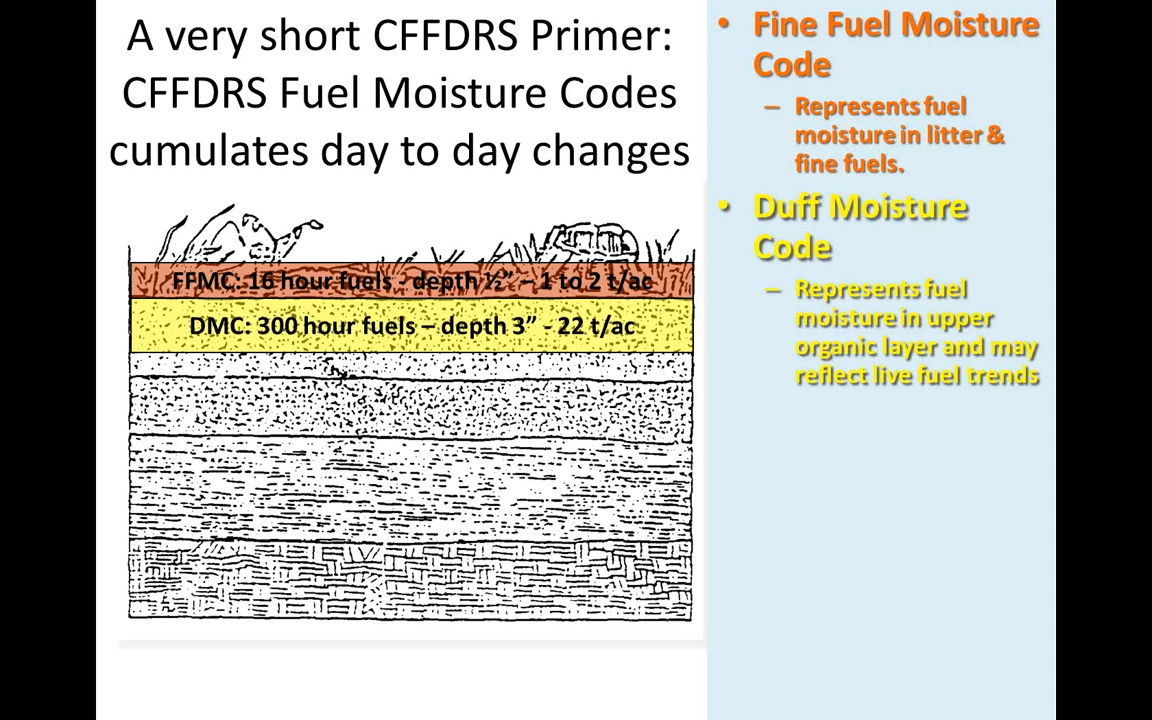 A very short CFFDRS Primer:
CFFDRS Fuel Moisture Codes
cumulates day to day changes
FFMC: 16 hour fuels - depth ½” – 1 to 2 t/ac
DMC: 300 hour fuels – depth 3” - 22 t/ac
• Fine Fuel Moisture
Code
– Represents fuel
moisture in litter &
fine fuels.
• Duff Moisture
Code
– Represents fuel
moisture in upper
organic layer and may
reflect live fuel trends